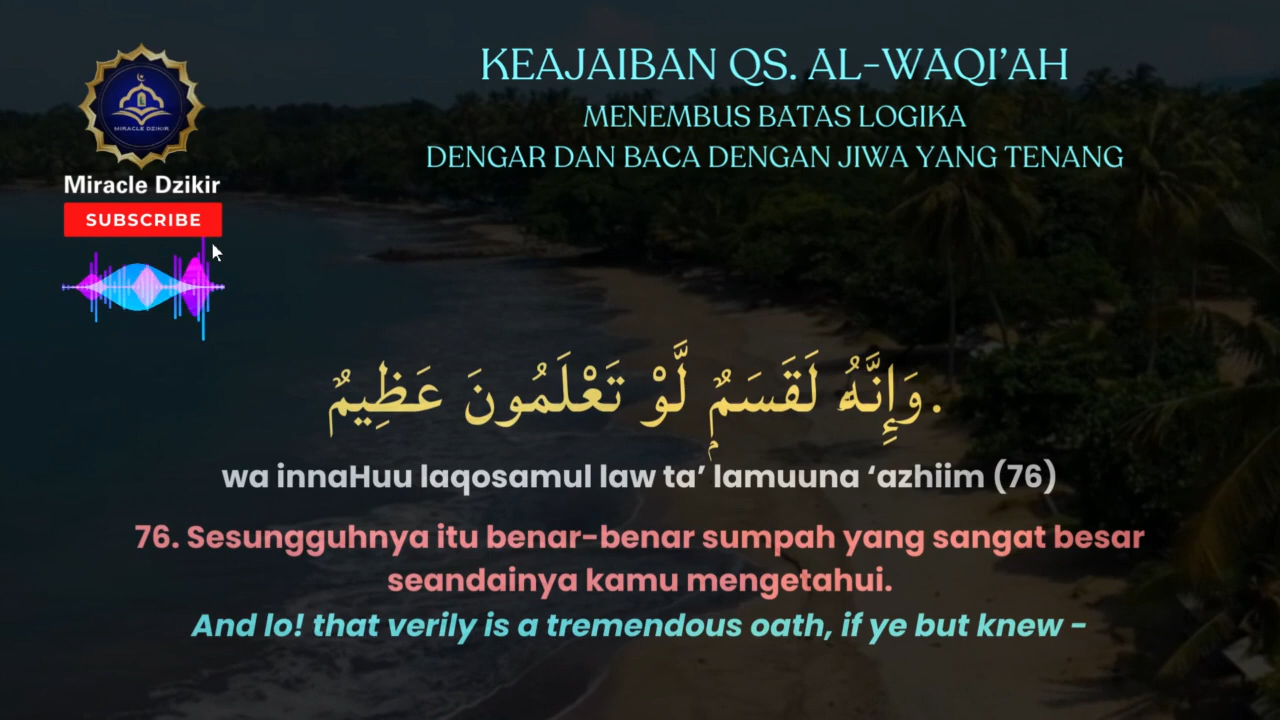 KEAJAIBAN QS. AL-WAQI'AH
MENEMBUS BATAS LOGIKA
DENGAR DAN BACA DENGAN JIWA YANG TENANG
MIRACLE DZIKIR
Miracle Dzikir
SUBSCRIBE
وَإِنَّهُۥ لَقَسَمٌۭ لَّوْ تَعْلَمُونَ عَظِيمٌ.
wa innaHuu laqosamul law ta’ lamuuna ‘azhiim (76)
76. Sesungguhnya itu benar-benar sumpah yang sangat besar
seandainya kamu mengetahui.
And lo! that verily is a tremendous oath, if ye but knew -